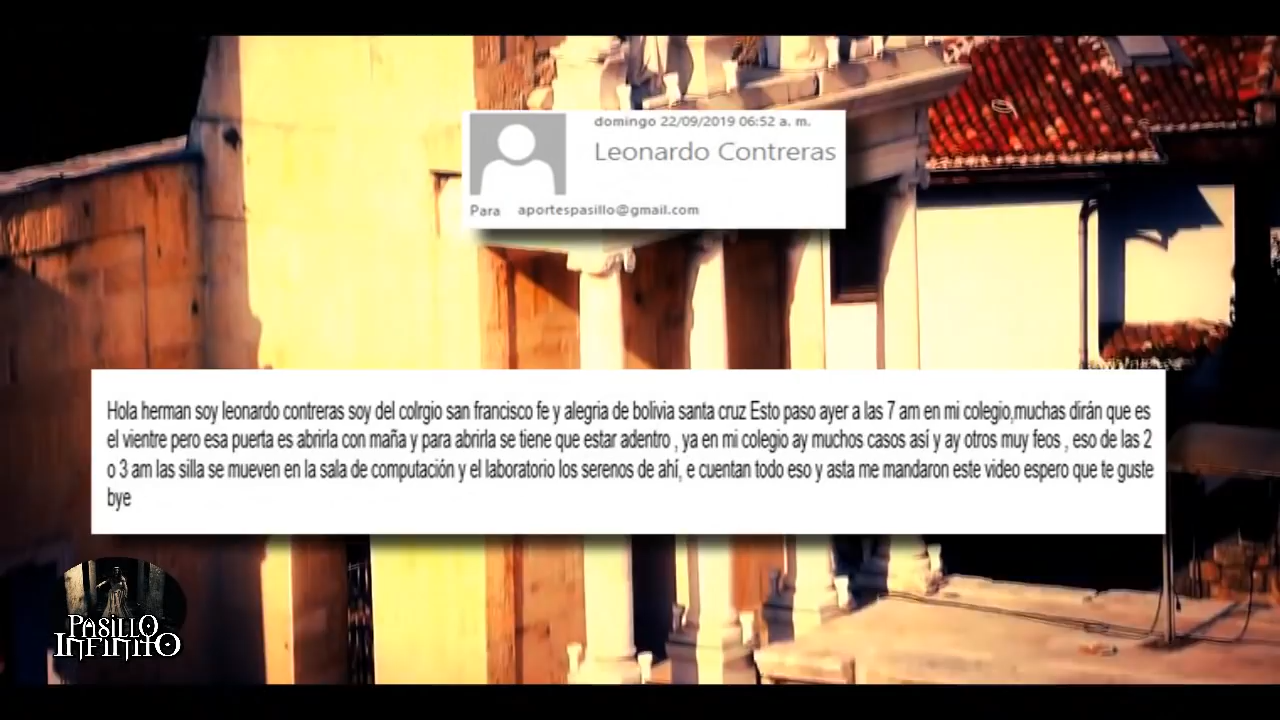 domingo 22/09/2019 06:52 a. m.
Leonardo Contreras
Para aportespasillo@gmail.com
Hola herman soy leonardo contreras soy del colrgio san francisco fe y alegria de bolivia santa cruz Esto paso ayer a las 7 am en mi colegio,muchas dirán que es
el vientre pero esa puerta es abrirla con maña y para abrirla se tiene que estar adentro , ya en mi colegio ay muchos casos así y ay otros muy feos , eso de las 2
o 3 am las silla se mueven en la sala de computación y el laboratorio los serenos de ahí, e cuentan todo eso y asta me mandaron este video espero que te guste
bye
PASILLO
INFINITO